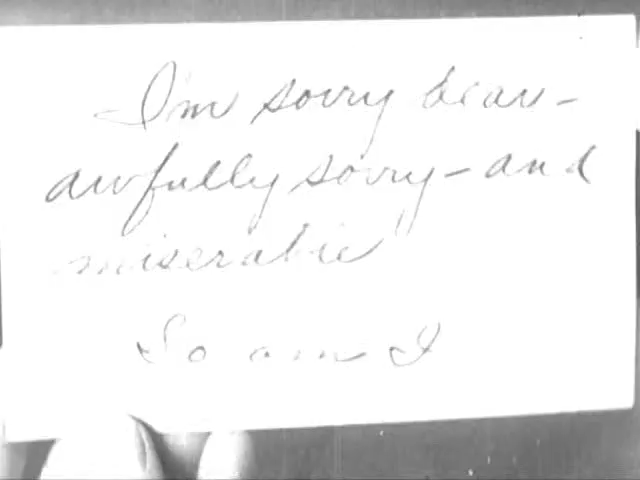 I'm sorry dear -
awfully sorry - and
miserable"
So am I